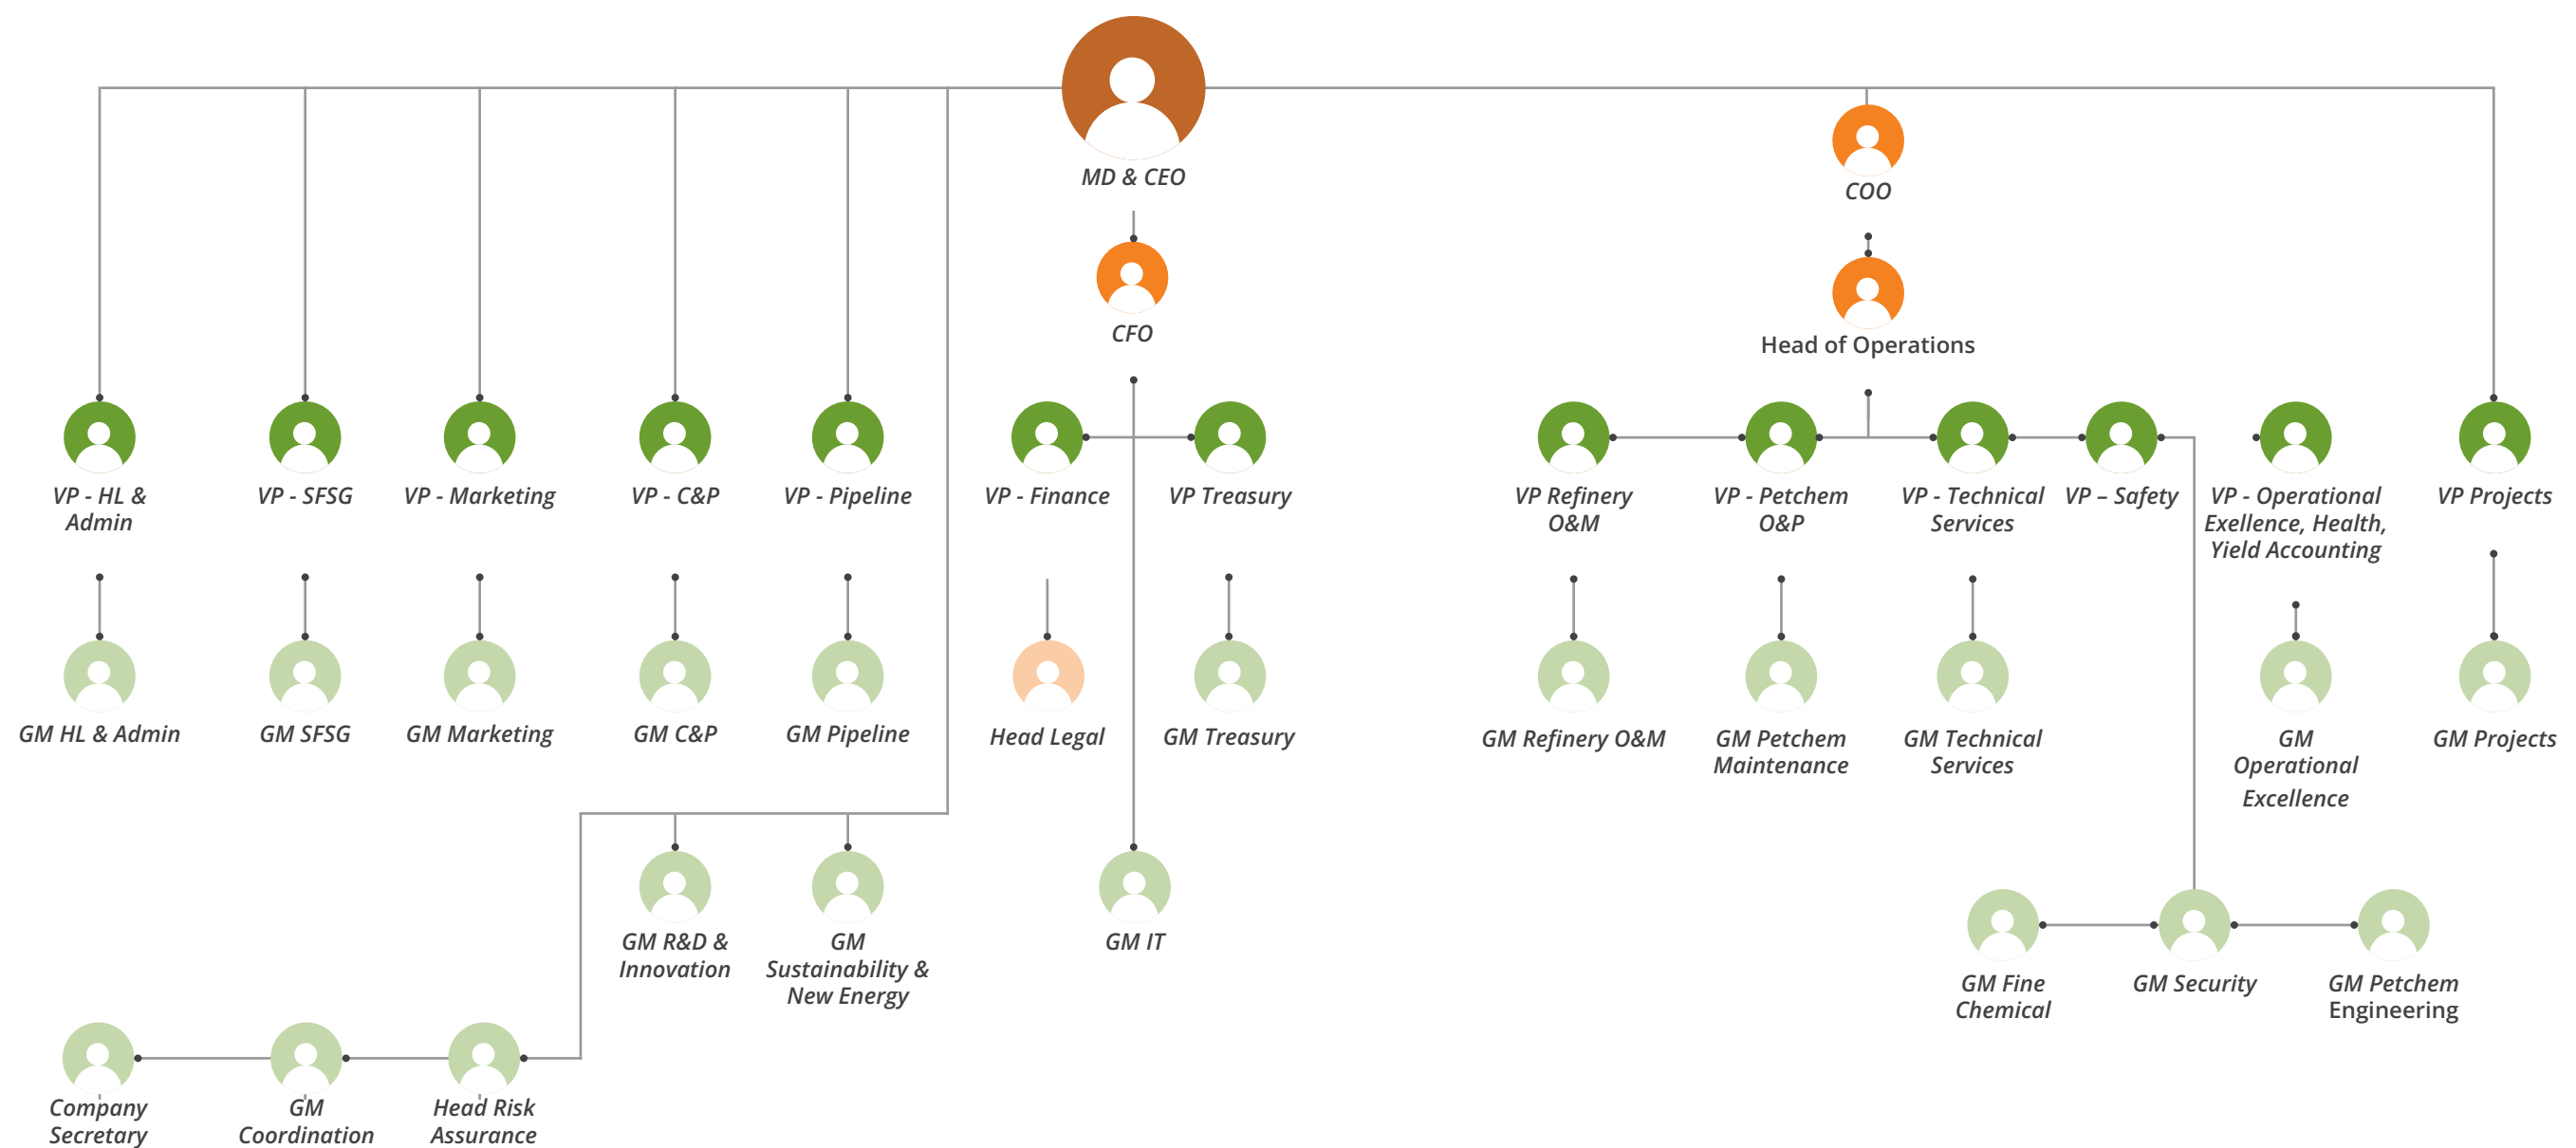 MD & CEO
COO
CFO
Head of Operations
VP - HL &
Admin
VP - SFSG
VP - Marketing
VP - C&P
VP - Pipeline
VP - Finance
VP Treasury
VP Refinery
O&M
VP - Petchem
O&P
VP - Technical
Services
VP – Safety
VP - Operational
Exellence, Health,
Yield Accounting
VP Projects
GM HL & Admin
GM SFSG
GM Marketing
GM C&P
GM Pipeline
Head Legal
GM Treasury
GM Refinery O&M
GM Petchem
Maintenance
GM Technical
Services
GM
Operational
Excellence
GM Projects
GM R&D &
Innovation
GM
Sustainability &
New Energy
GM IT
GM Fine
Chemical
GM Security
GM Petchem
Engineering
Company
Secretary
GM
Coordination
Head Risk
Assurance